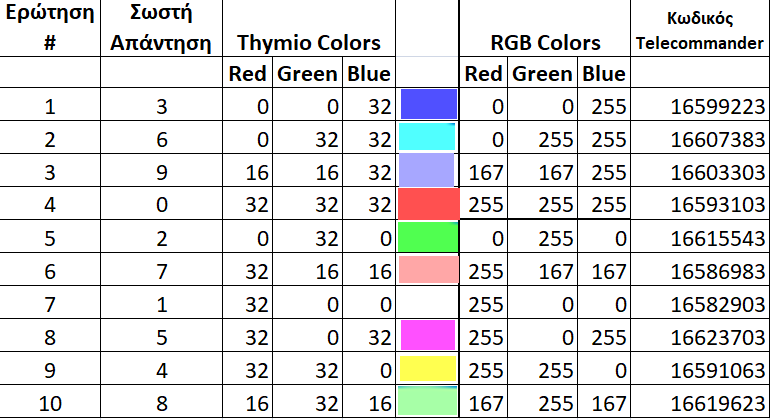 Ερώτηση # Σωστή Απάντηση Thymio Colors RGB Colors Κωδικός Telecommander
Red Green Blue Red Green Blue
1 3 0 0 32 0 0 255 16599223
2 6 0 32 32 0 255 255 16607383
3 9 16 16 32 167 167 255 16603303
4 0 32 32 32 255 255 255 16593103
5 2 0 32 0 0 255 0 16615543
6 7 32 16 16 255 167 167 16586983
7 1 32 0 0 255 0 0 16582903
8 5 32 0 32 255 0 255 16623703
9 4 32 32 0 255 255 0 16591063
10 8 16 32 16 167 255 167 16619623